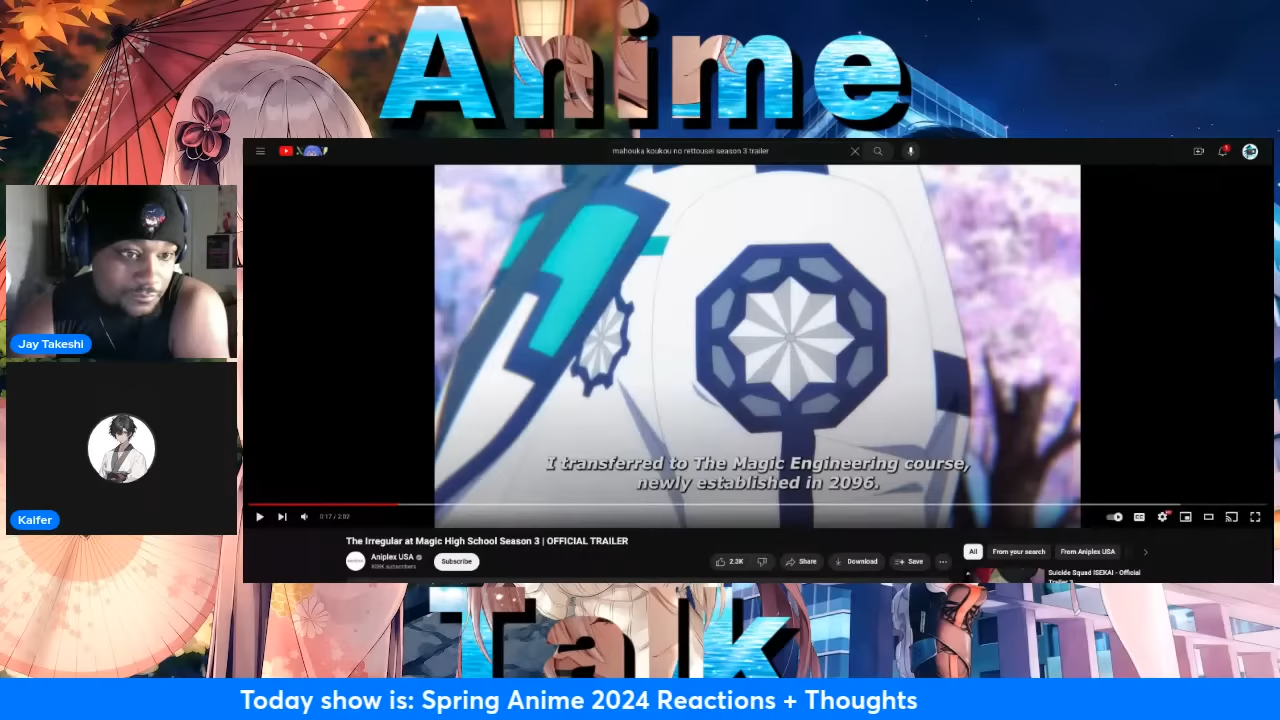 Anime
mahouka koukou no rettousei season 3 trailer
Jay Takeshi
Kaifer
I transferred to The Magic Engineering course,
newly established in 2096.
0:17 / 2:02
The Irregular at Magic High School Season 3 | OFFICIAL TRAILER
Aniplex USA
subscribers
Subscribe
2.3K
Share
Download
Save
All
From your search
From Aniplex USA
Suicide Squad ISEKAI - Official
Trailer
Talk
Today show is: Spring Anime 2024 Reactions + Thoughts